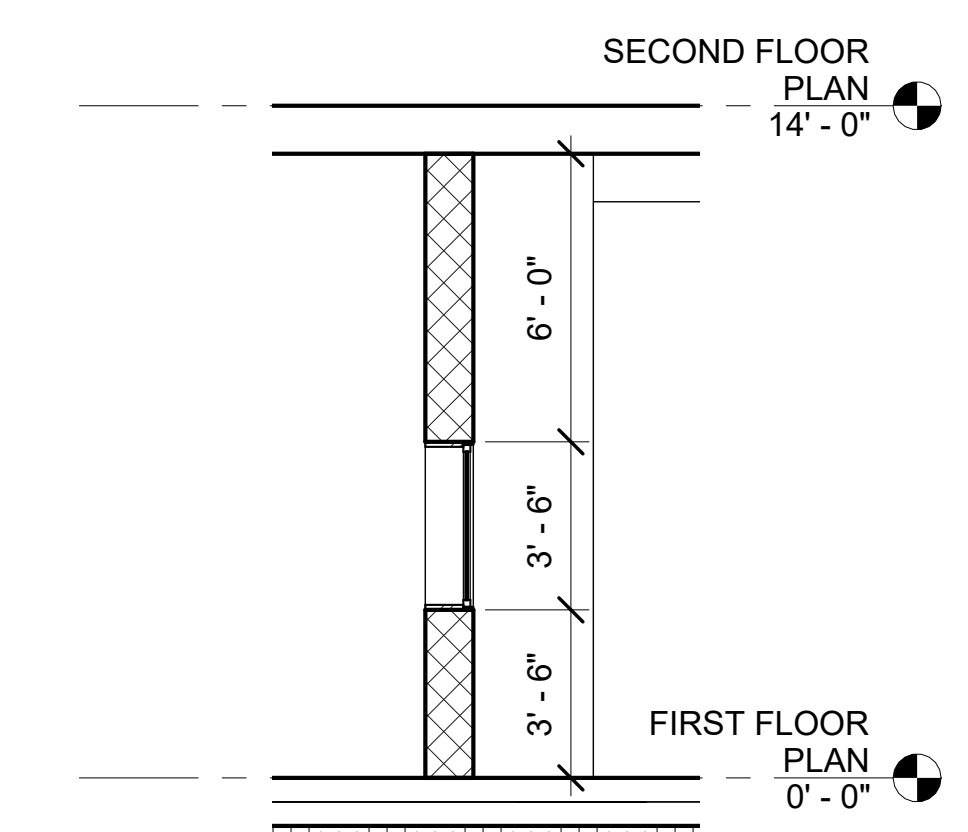 SECOND FLOOR
PLAN
14' - 0"
6' - 0"
3' - 6"
3' - 6"
FIRST FLOOR
PLAN
0' - 0"